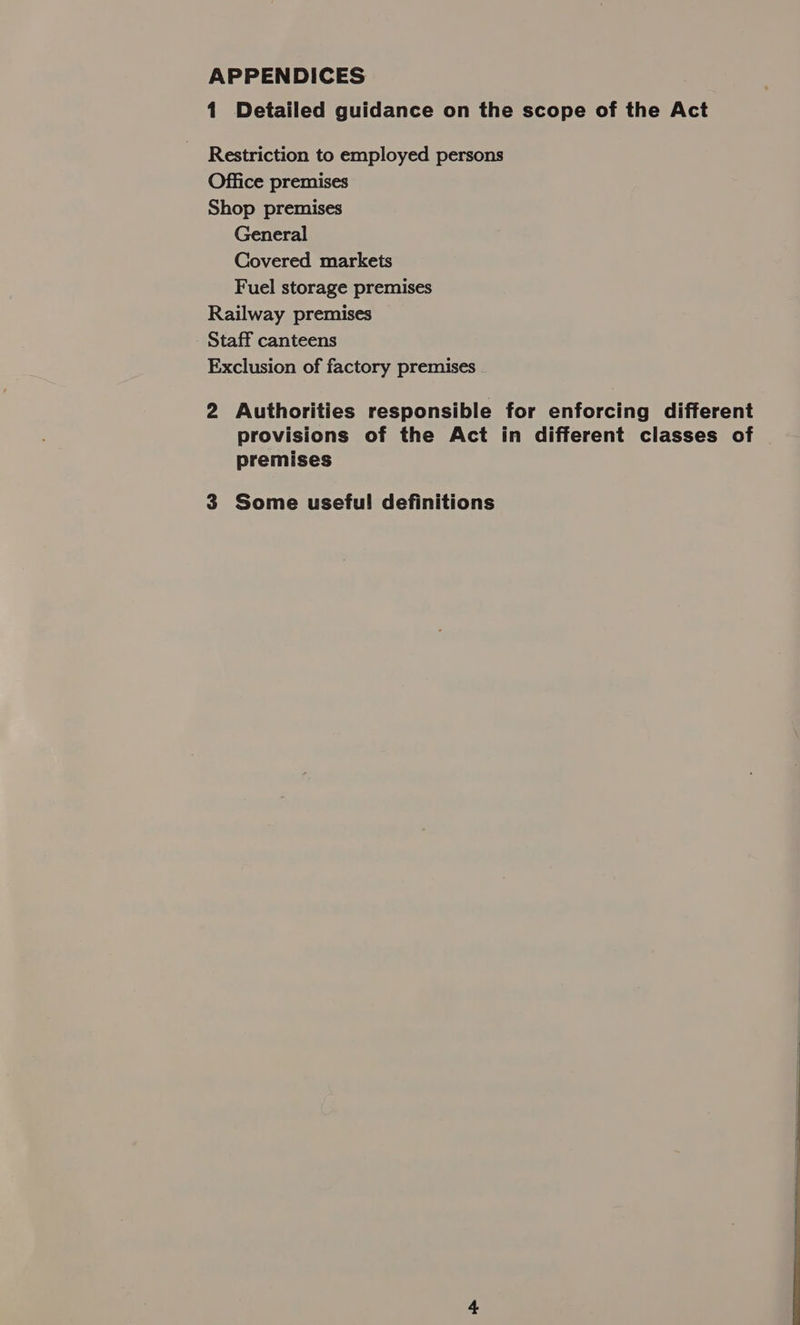 APPENDICES
1 Detailed guidance on the scope of the Act
Restriction to employed persons
Office premises
Shop premises
General
Covered markets
Fuel storage premises
Railway premises
Staff canteens
Exclusion of factory premises
2 Authorities responsible for enforcing different
provisions of the Act in different classes of
premises
3 Some useful definitions
4